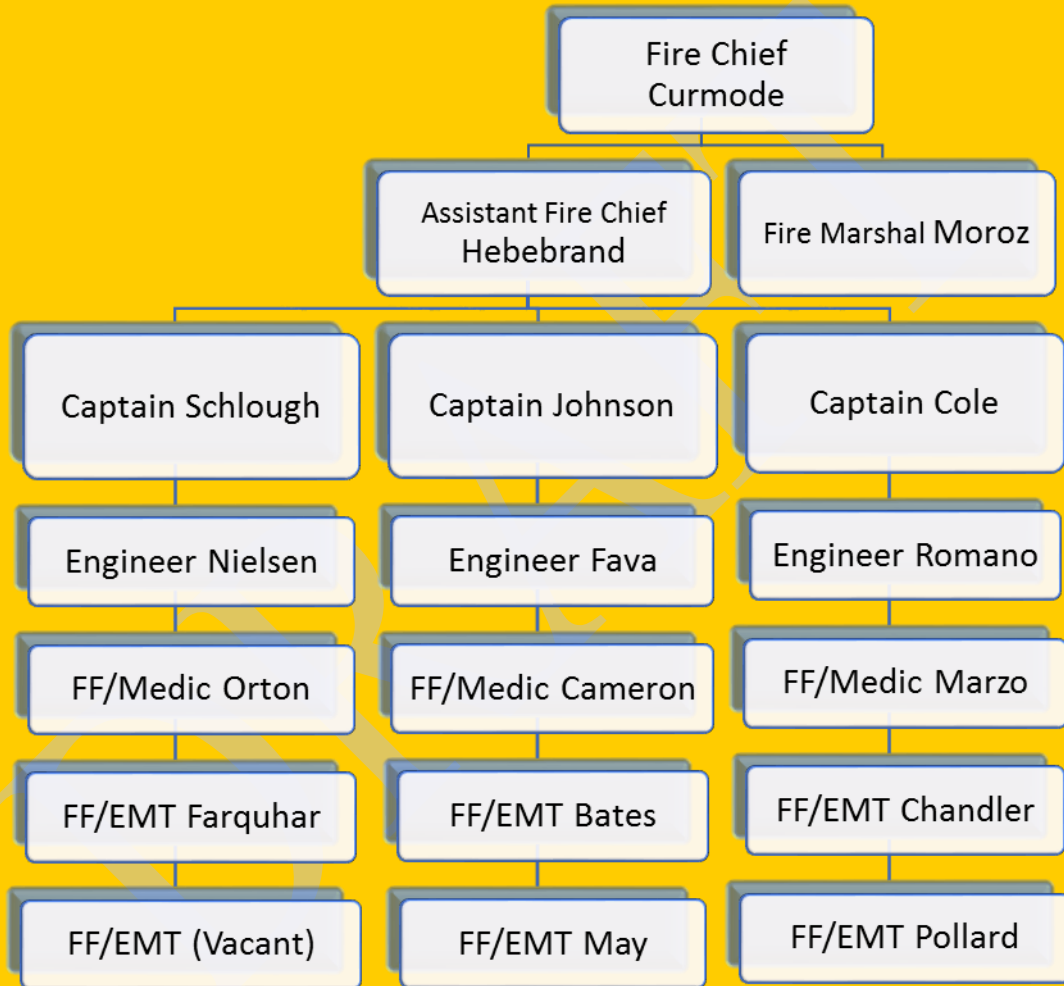 Fire Chief
Curmode
Assistant Fire Chief
Hebebrand
Fire Marshal Moroz
Captain Schlough
Captain Johnson
Captain Cole
Engineer Nielsen
Engineer Fava
Engineer Romano
FF/Medic Orton
FF/Medic Cameron
FF/Medic Marzo
FF/EMT Farquhar
FF/EMT Bates
FF/EMT Chandler
FF/EMT (Vacant)
FF/EMT May
FF/EMT Pollard